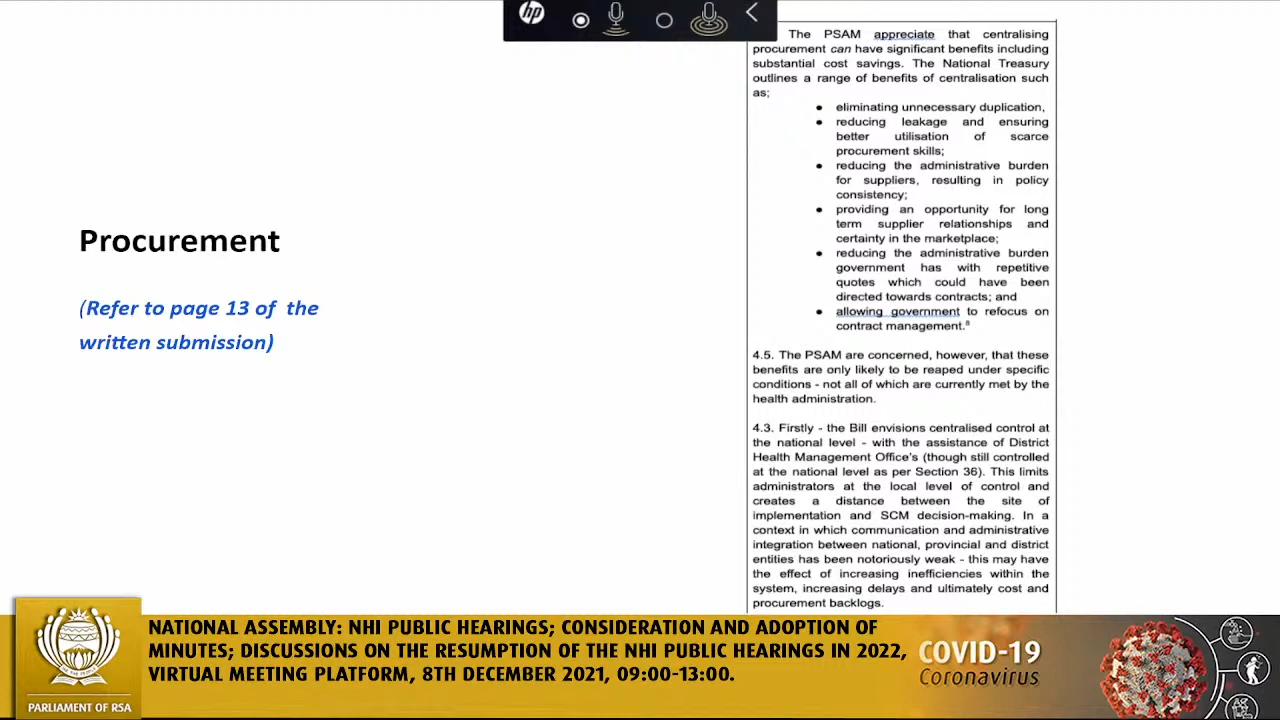 hp
The PSAM appreciate that centralising
procurement can have significant benefits including
substantial cost savings. The National Treasury
outlines a range of benefits of centralisation such
as;
• eliminating unnecessary duplication,
• reducing leakage and ensuring
better utilisation of scarce
procurement skills;
• reducing the administrative burden
for suppliers, resulting in policy
consistency;
• providing an opportunity for long
term supplier relationships and
certainty in the marketplace;
• reducing the administrative burden
government has with repetitive
quotes which could have been
directed towards contracts; and
• allowing government to refocus on
contract management.⁸
4.5. The PSAM are concerned, however, that these
benefits are only likely to be reaped under specific
conditions - not all of which are currently met by the
health administration.
4.3. Firstly - the Bill envisions centralised control at
the national level - with the assistance of District
Health Management Office's (though still controlled
at the national level as per Section 36). This limits
administrators at the local level of control and
creates a distance between the site of
implementation and SCM decision-making. In a
context in which communication and administrative
integration between national, provincial and district
entities has been notoriously weak - this may have
the effect of increasing inefficiencies within the
system, increasing delays and ultimately cost and
procurement backlogs.
Procurement
(Refer to page 13 of the
written submission)
PARLIAMENT OF RSA
NATIONAL ASSEMBLY: NHI PUBLIC HEARINGS; CONSIDERATION AND ADOPTION OF
MINUTES; DISCUSSIONS ON THE RESUMPTION OF THE NHI PUBLIC HEARINGS IN 2022,
VIRTUAL MEETING PLATFORM, 8TH DECEMBER 2021, 09:00-13:00.
COVID-19
Coronavirus